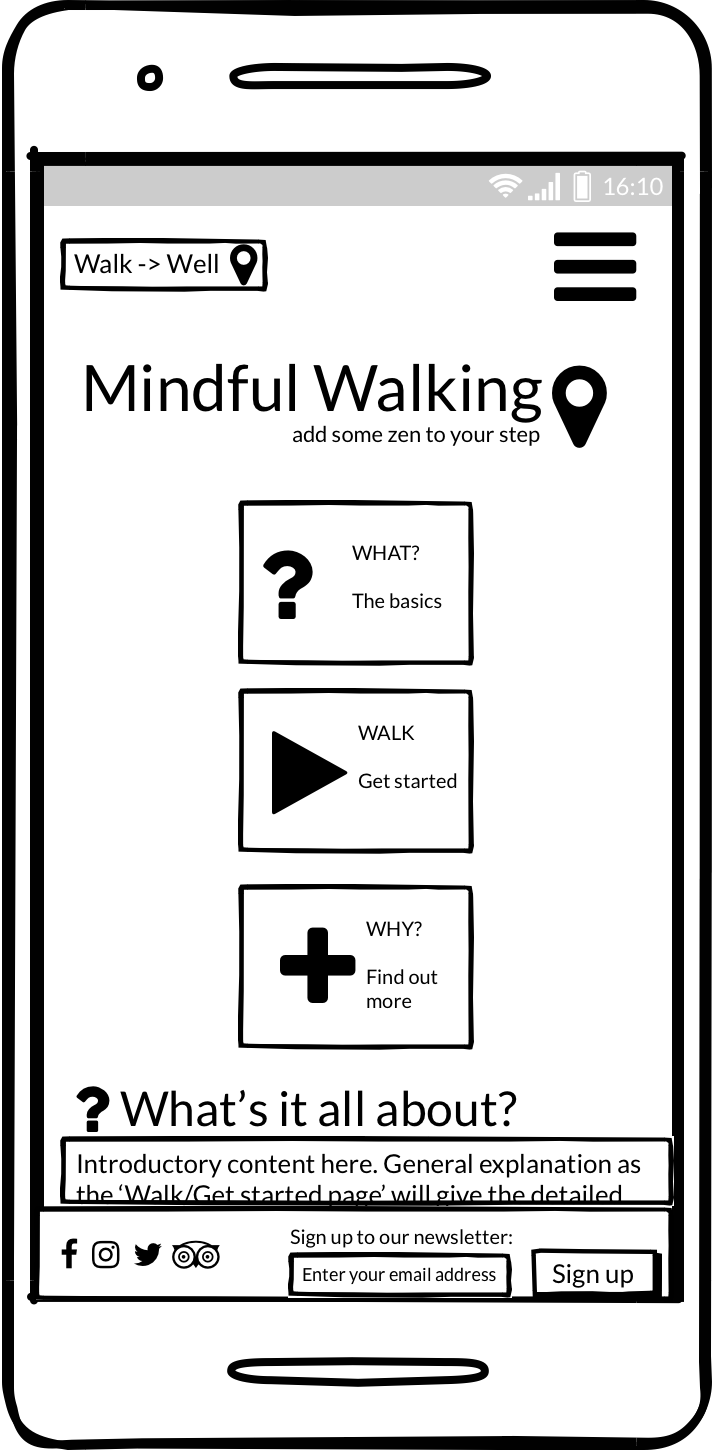 16:10
Walk -> Well
Mindful Walking
add some zen to your step
WHAT?
The basics
WALK
Get started
WHY?
Find out
more
? What’s it all about?
Introductory content here. General explanation as
the ‘Walk/Get started page’ will give the detailed
Sign up to our newsletter:
Enter your email address
Sign up